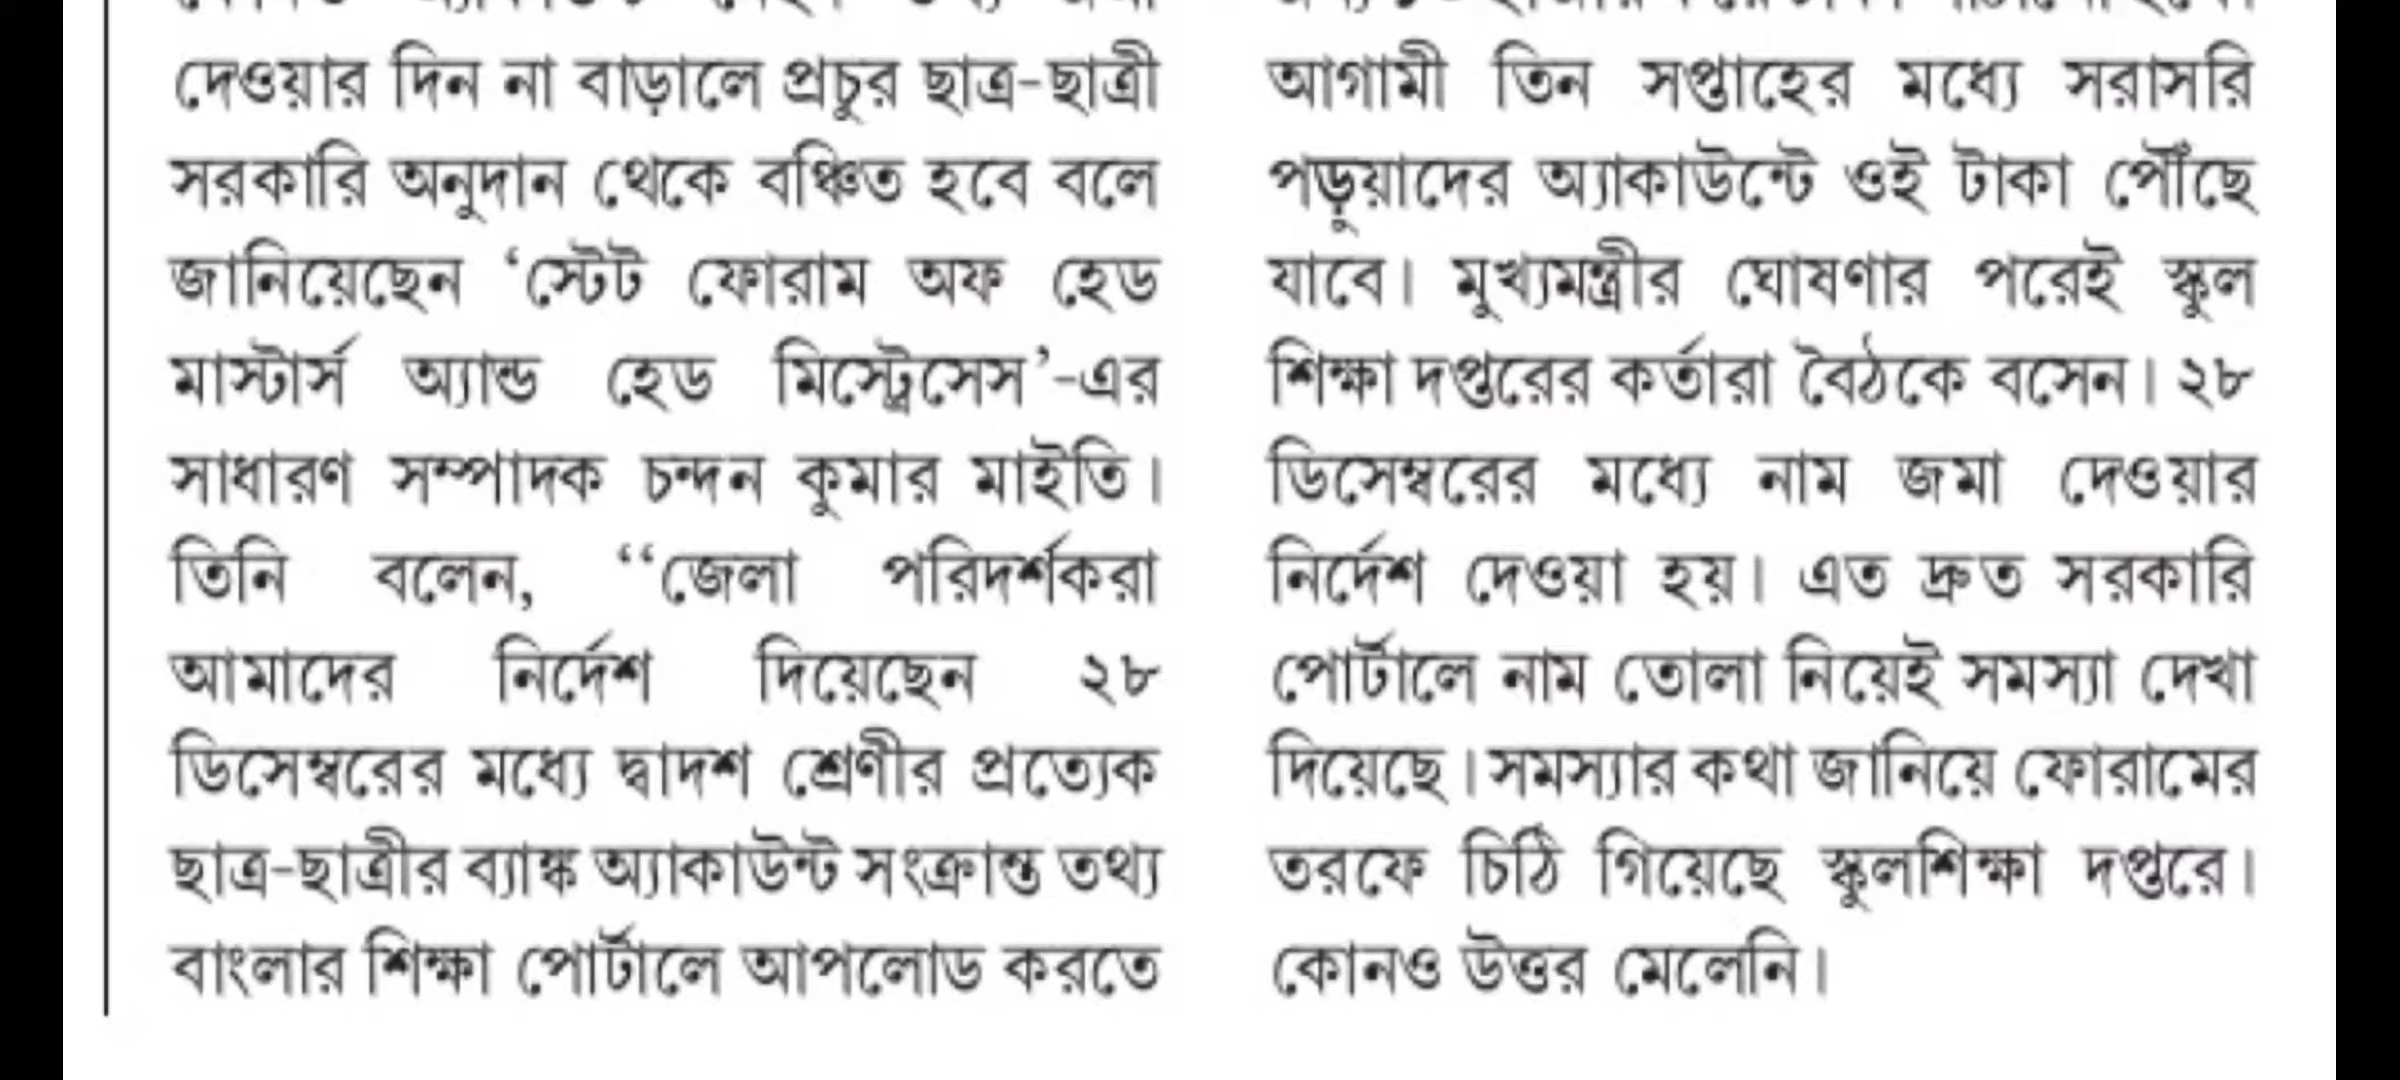 দেওয়ার দিন না বাড়ালে প্রচুর ছাত্র-ছাত্রী
সরকারি অনুদান থেকে বঞ্চিত হবে বলে
জানিয়েছেন ‘স্টেট ফোরাম অফ হেড
মাস্টার্স অ্যান্ড হেড মিস্ট্রেসেস’-এর
সাধারণ সম্পাদক চন্দন কুমার মাইতি।
তিনি বলেন, ‘‘জেলা পরিদর্শকরা
আমাদের নির্দেশ দিয়েছেন ২৮
ডিসেম্বরের মধ্যে দ্বাদশ শ্রেণীর প্রত্যেক
ছাত্র-ছাত্রীর ব্যাঙ্ক অ্যাকাউন্ট সংক্রান্ত তথ্য
বাংলার শিক্ষা পোর্টালে আপলোড করতে
আগামী তিন সপ্তাহের মধ্যে সরাসরি
পড়ুয়াদের অ্যাকাউন্টে ওই টাকা পৌঁছে
যাবে। মুখ্যমন্ত্রীর ঘোষণার পরেই স্কুল
শিক্ষা দপ্তরের কর্তারা বৈঠকে বসেন। ২৮
ডিসেম্বরের মধ্যে নাম জমা দেওয়ার
নির্দেশ দেওয়া হয়। এত দ্রুত সরকারি
পোর্টালে নাম তোলা নিয়েই সমস্যা দেখা
দিয়েছে। সমস্যার কথা জানিয়ে ফোরামের
তরফে চিঠি গিয়েছে স্কুলশিক্ষা দপ্তরে।
কোনও উত্তর মেলেনি।